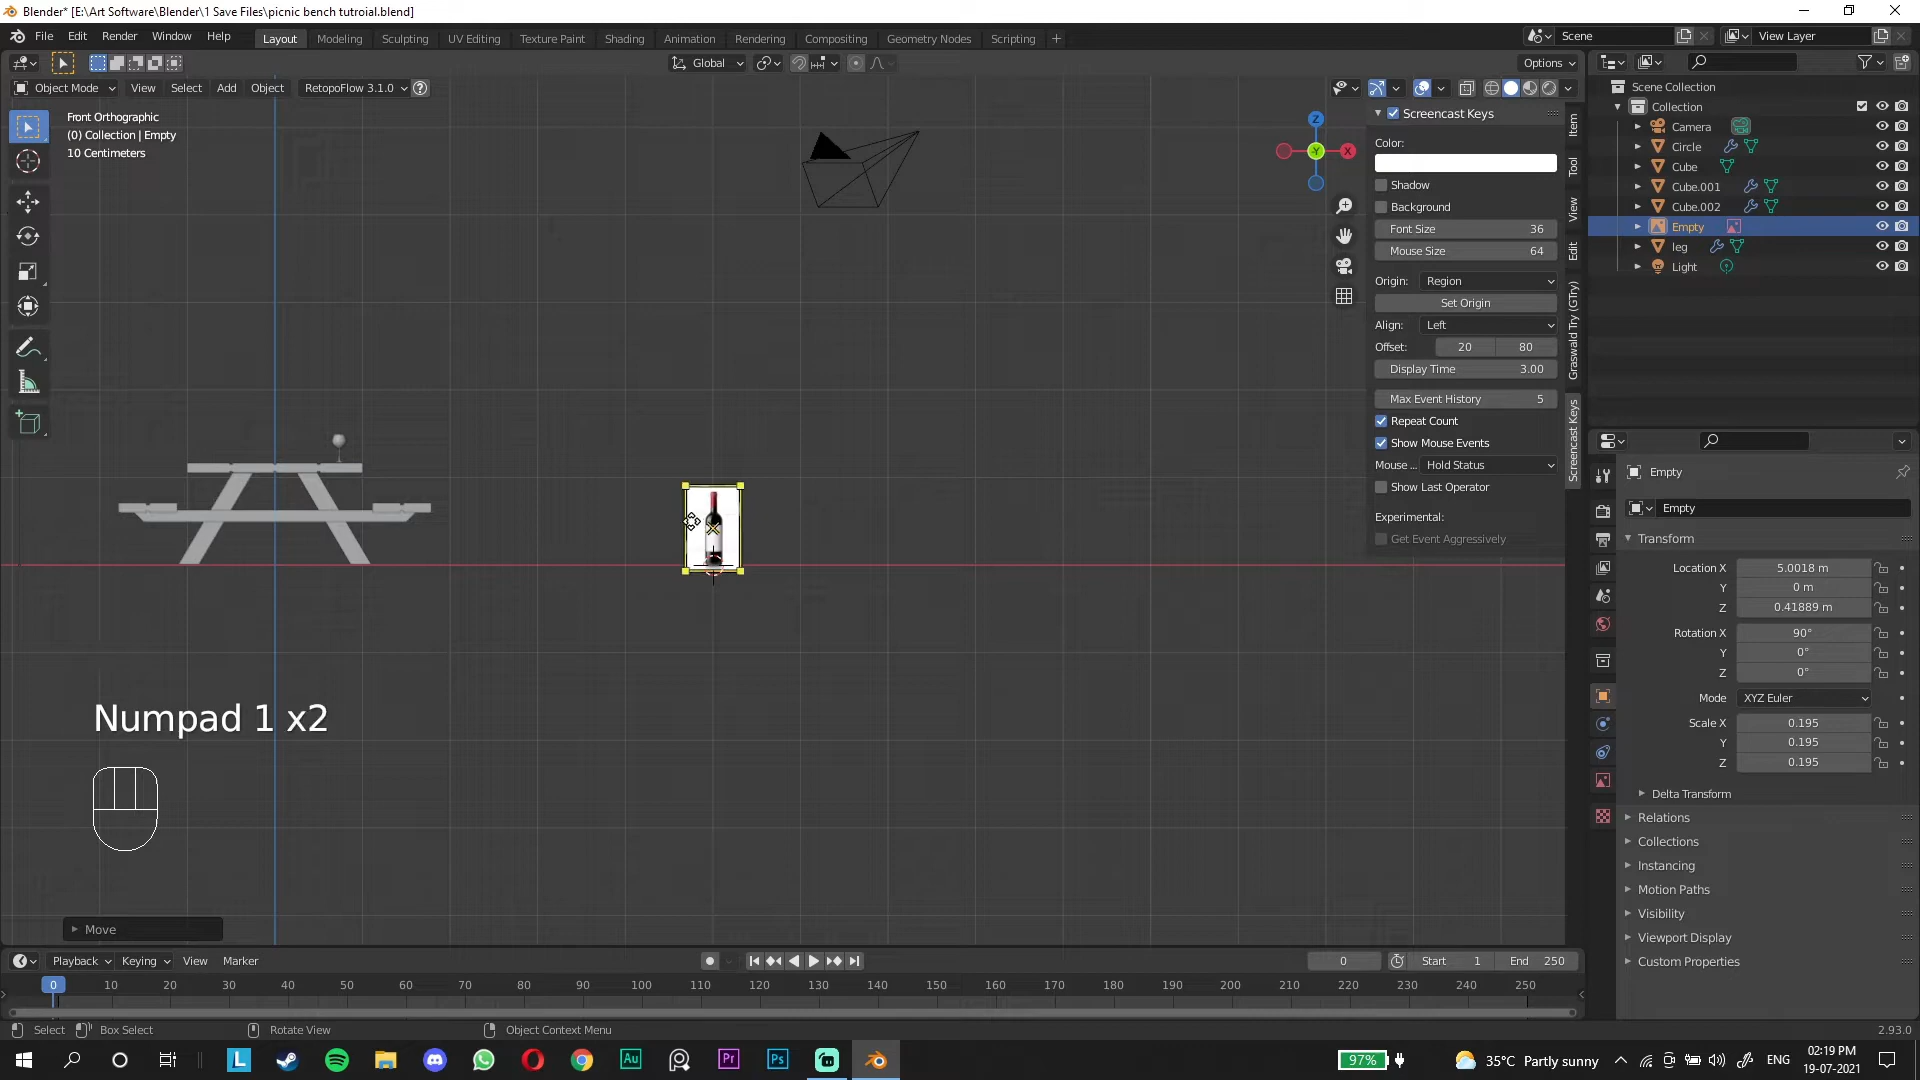 Blender* [E:\Art Software\Blender\1 Save Files\picnic bench tutroial.blend]
File Edit Render Window Help Layout Modeling Sculpting UV Editing Texture Paint Shading Animation Rendering Compositing Geometry Nodes Scripting + Scene View Layer
Global Options
Object Mode View Select Add Object RetopoFlow 3.1.0 ?
Front Orthographic
(0) Collection | Empty
10 Centimeters
Z
-Y
X
Screencast Keys
Color:
Shadow
Background
Font Size 36
Mouse Size 64
Origin: Region
Set Origin
Align: Left
Offset: 20 80
Display Time 3.00
Max Event History 5
Repeat Count
Show Mouse Events
Mouse ... Hold Status
Show Last Operator
Experimental:
Get Event Aggressively
Item
Tool
View
Edit
Graswald Try (GTry)
Screencast Keys
Scene Collection
Collection
Camera
Circle
Cube
Cube.001
Cube.002
Empty
leg
Light
Empty
Empty
Transform
Location X 5.0018 m
Y 0 m
Z 0.41889 m
Rotation X 90°
Y 0°
Z 0°
Mode XYZ Euler
Scale X 0.195
Y 0.195
Z 0.195
Delta Transform
Relations
Collections
Instancing
Motion Paths
Visibility
Viewport Display
Custom Properties
Numpad 1 x2
Move
Playback Keying View Marker 0 Start 1 End 250
0 10 20 30 40 50 60 70 80 90 100 110 120 130 140 150 160 170 180 190 200 210 220 230 240 250
Select Box Select Rotate View Object Context Menu 2.93.0
L Au Pr Ps 97% 35°C Partly sunny ENG 02:19 PM
19-07-2021